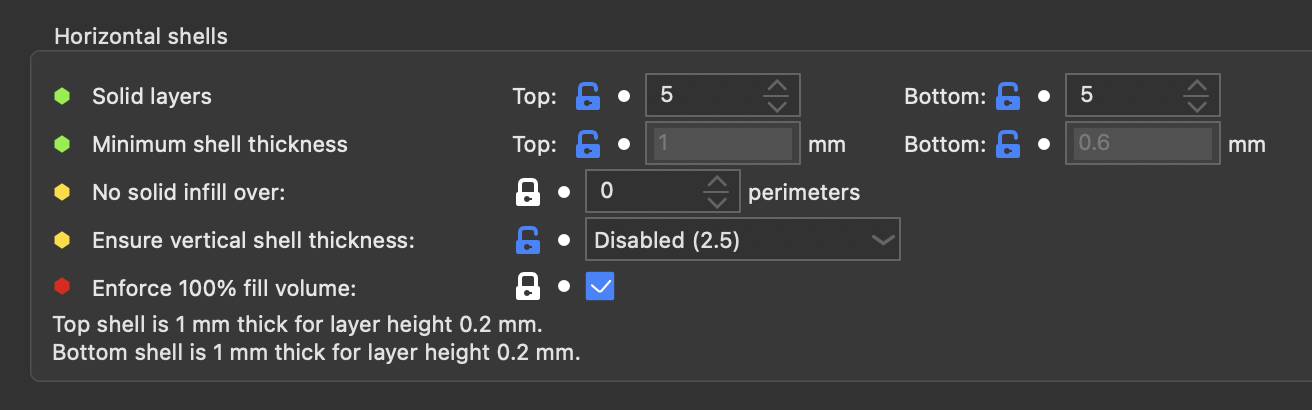 Horizontal shells
Solid layers Top: 5 Bottom: 5
Minimum shell thickness Top: 1 mm Bottom: 0.6 mm
No solid infill over: 0 perimeters
Ensure vertical shell thickness: Disabled (2.5)
Enforce 100% fill volume:
Top shell is 1 mm thick for layer height 0.2 mm.
Bottom shell is 1 mm thick for layer height 0.2 mm.